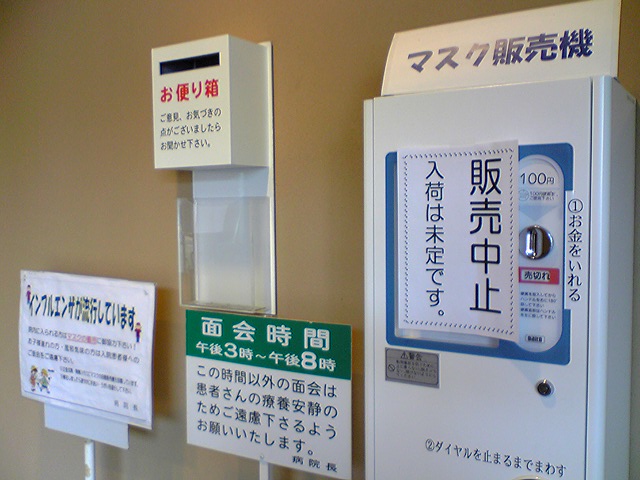 お便り箱
ご意見、お気づきの
点がございましたら
お聞かせ下さい。
インフルエンザが流行しています
病院長
面会時間
午後3時～午後8時
この時間以外の面会は
患者さんの療養安静の
ためご遠慮下さるよう
お願いいたします。
病院長
マスク販売機
販売中止
入荷は未定です。
100円
①お金をいれる
売切れ
⚠警告
②ダイヤルを止まるまでまわす